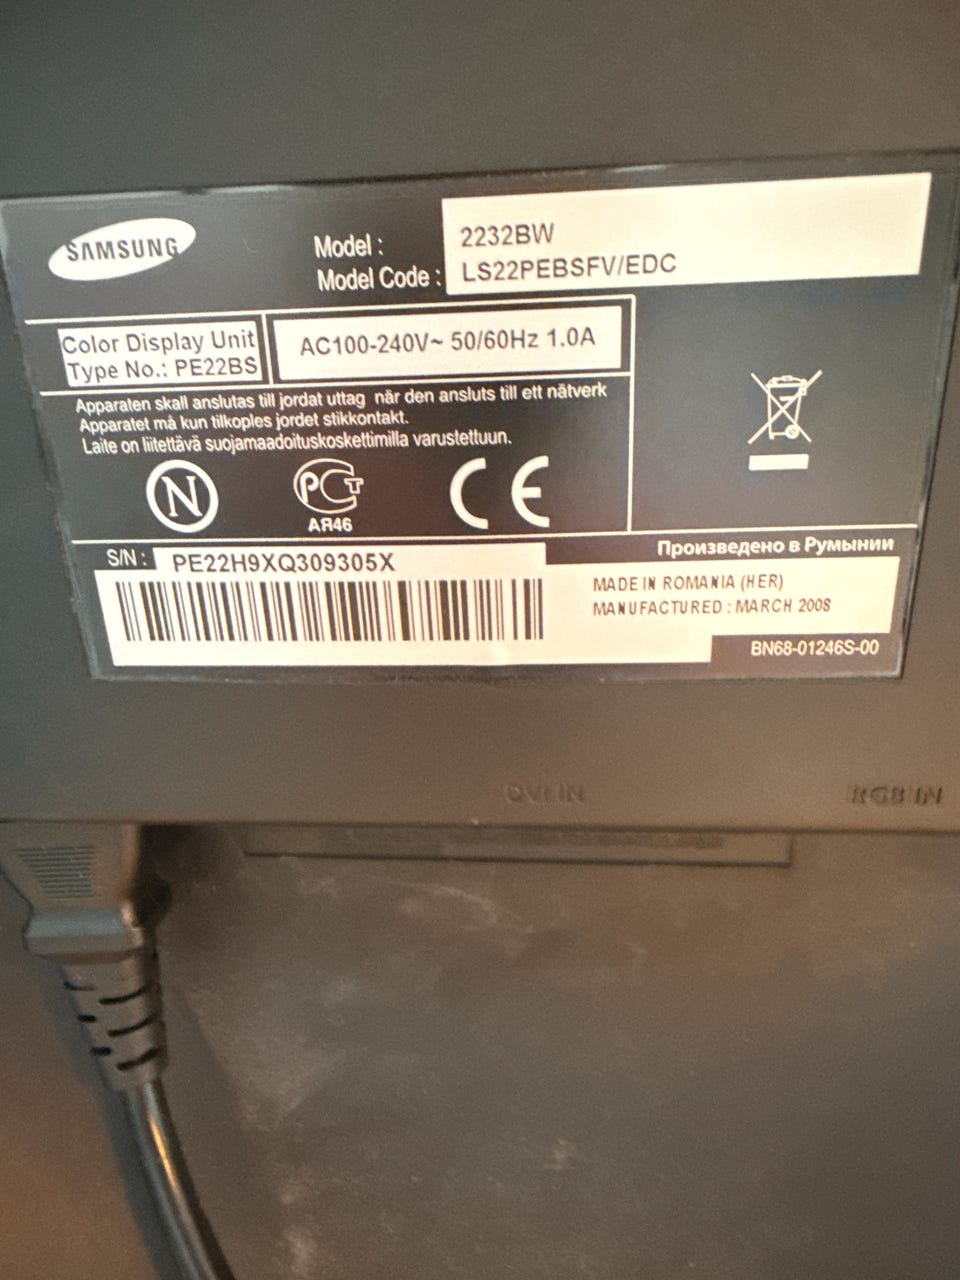 SAMSUNG
Model : 2232BW
Model Code : LS22PEBSFV/EDC
Color Display Unit
Type No.: PE22BS
AC100-240V~ 50/60Hz 1.0A
Apparaten skall anslutas till jordat uttag när den ansluts till ett nätverk
Apparatet må kun tilkoples jordet stikkontakt.
Laite on liitettävä suojamaadoituskoskettimilla varustettuun.
N
РСТ
АЯ46
CE
S/N : PE22H9XQ309305X
Произведено в Румынии
MADE IN ROMANIA (HER)
MANUFACTURED : MARCH 2008
BN68-01246S-00
DVI IN
RGB IN